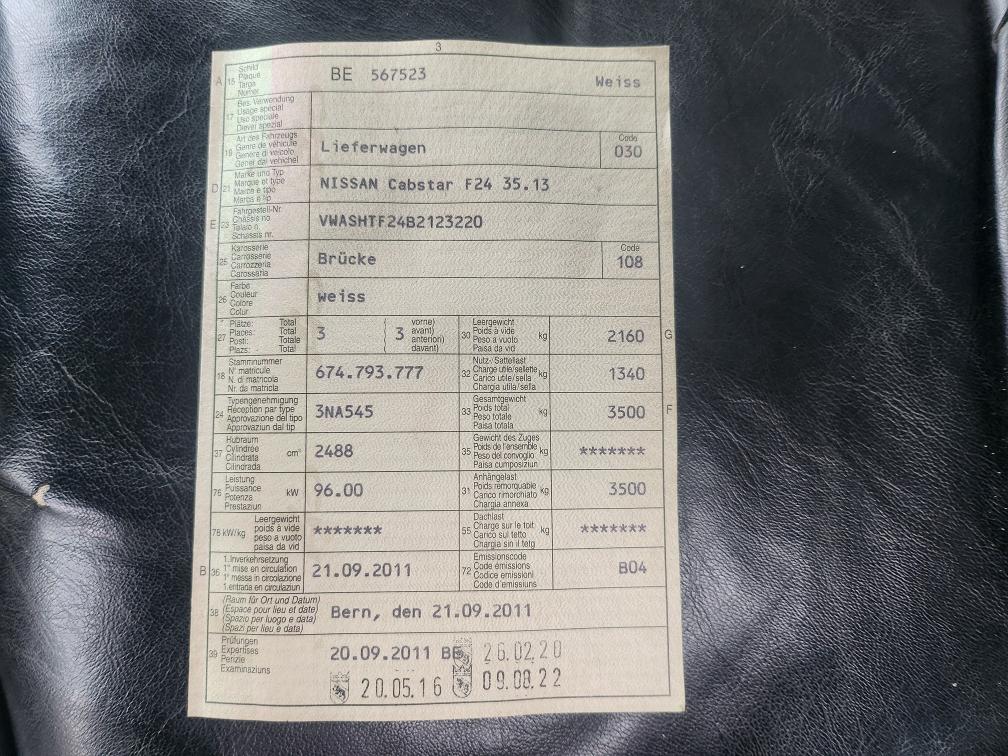 3
A 15 Schild BE 567523 Weiss
Plaque
Targa
Numer
17 Bes. Verwendung
Usage spécial
Uso speciale
Diever spezial
19 Art des Fahrzeugs Lieferwagen Code 030
Genre de véhicule
Genere di veicolo
Gener dal vehichel
D 21 Marke und Typ NISSAN Cabstar F24 35.13
Marque et type
Marca e tipo
Marca e tip
E 23 Fahrgestell-Nr. VWASHTF24B2123220
Châssis no
Telaio n.
Schassis nr.
25 Karosserie Brücke Code 108
Carrosserie
Carrozzeria
Carossaria
26 Farbe weiss
Couleur
Colore
Colur
27 Plätze: Total 3 ( 3 vorne) 30 Leergewicht kg 2160 G
Places: Total avant) Poids à vide
Posti: Totale anteriori) Peso a vuoto
Plazs: Total davant) Paisa da vid
18 Stammnummer 674.793.777 32 Nutz-/Sattellast kg 1340
N° matricule Charge utile/sellette
N. di matricola Carico utile/sella
Nr. da matricla Chargia utila/sella
24 Typengenehmigung 3NA545 33 Gesamtgewicht kg 3500 F
Réception par type Poids total
Approvazione del tipo Peso totale
Approvaziun dal tip Paisa totala
37 Hubraum cm³ 2488 35 Gewicht des Zuges kg *******
Cylindrée Poids de l'ensemble
Cilindrata Peso del convoglio
Cilindrada Paisa cumposiziun
76 Leistung kW 96.00 31 Anhängelast kg 3500
Puissance Poids remorquable
Potenza Carico rimorchiato
Prestaziun Chargia annexa
78 kW/kg Leergewicht ******* 55 Dachlast kg *******
poids à vide Charge sur le toit
peso a vuoto Carico sul tetto
paisa da vid Chargia sin il tetg
B 36 1. Inverkehrsetzung 21.09.2011 72 Emissionscode B04
1re mise en circulation Code émissions
1a messa in circolazione Codice emissioni
1. entrada en circulaziun Code d'emissiuns
38 (Raum für Ort und Datum) Bern, den 21.09.2011
(Espace pour lieu et date)
(Spazio per luogo e data)
(Spazi per lieu e data)
39 Prüfungen 20.09.2011 BE 26.02.20
Expertises
Perizie
Examinaziuns
20.05.16 09.08.22